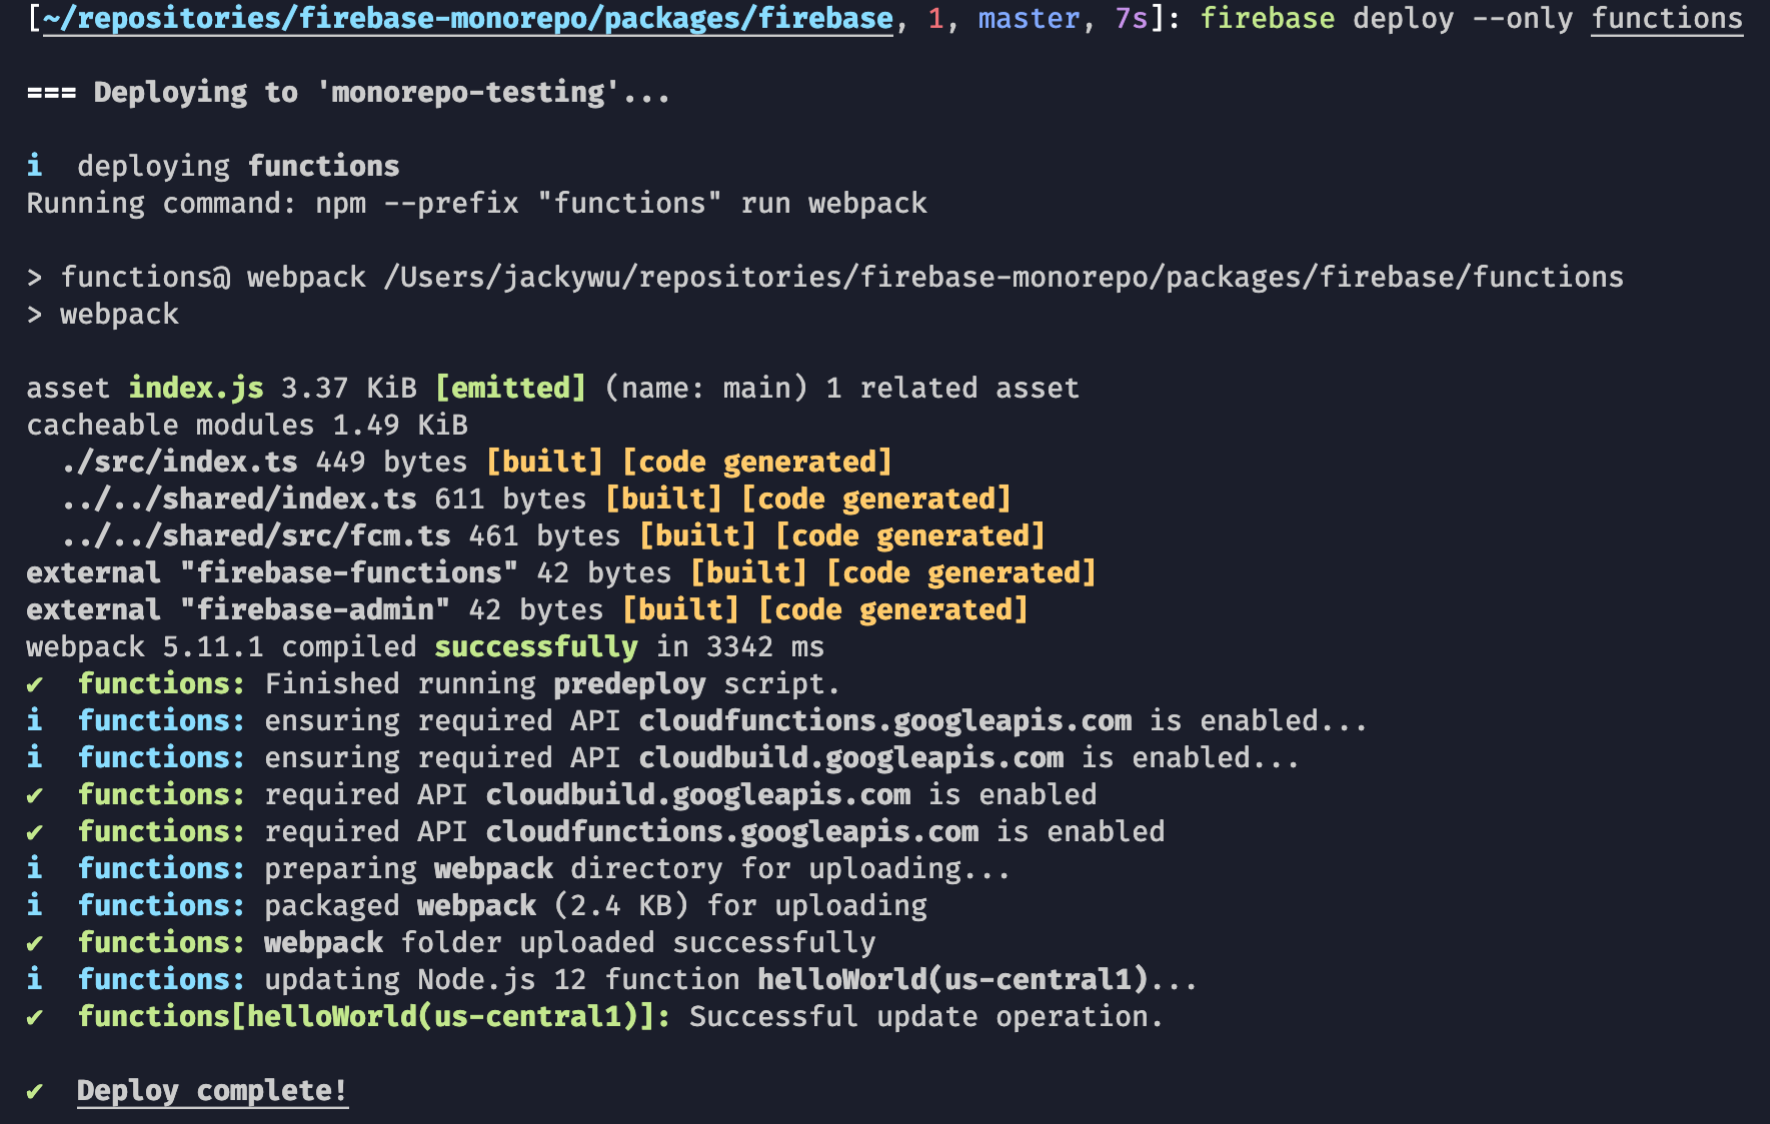 [~/repositories/firebase-monorepo/packages/firebase, 1, master, 7s]: firebase deploy --only functions
=== Deploying to 'monorepo-testing'...
i  deploying functions
Running command: npm --prefix "functions" run webpack
> functions@ webpack /Users/jackywu/repositories/firebase-monorepo/packages/firebase/functions
> webpack
asset index.js 3.37 KiB [emitted] (name: main) 1 related asset
cacheable modules 1.49 KiB
  ./src/index.ts 449 bytes [built] [code generated]
  ../../shared/index.ts 611 bytes [built] [code generated]
  ../../shared/src/fcm.ts 461 bytes [built] [code generated]
external "firebase-functions" 42 bytes [built] [code generated]
external "firebase-admin" 42 bytes [built] [code generated]
webpack 5.11.1 compiled successfully in 3342 ms
✔  functions: Finished running predeploy script.
i  functions: ensuring required API cloudfunctions.googleapis.com is enabled...
i  functions: ensuring required API cloudbuild.googleapis.com is enabled...
✔  functions: required API cloudbuild.googleapis.com is enabled
✔  functions: required API cloudfunctions.googleapis.com is enabled
i  functions: preparing webpack directory for uploading...
i  functions: packaged webpack (2.4 KB) for uploading
✔  functions: webpack folder uploaded successfully
i  functions: updating Node.js 12 function helloWorld(us-central1)...
✔  functions[helloWorld(us-central1)]: Successful update operation.
✔  Deploy complete!